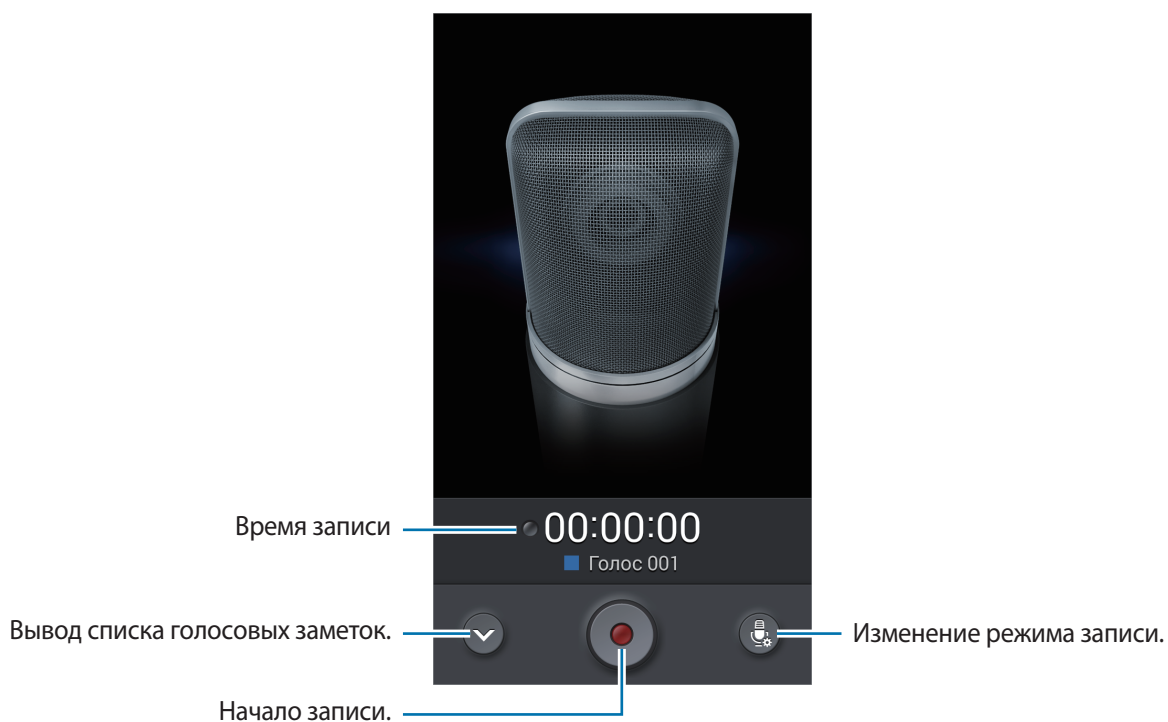 Время записи
00:00:00
Голос 001
Вывод списка голосовых заметок.
Изменение режима записи.
Начало записи.